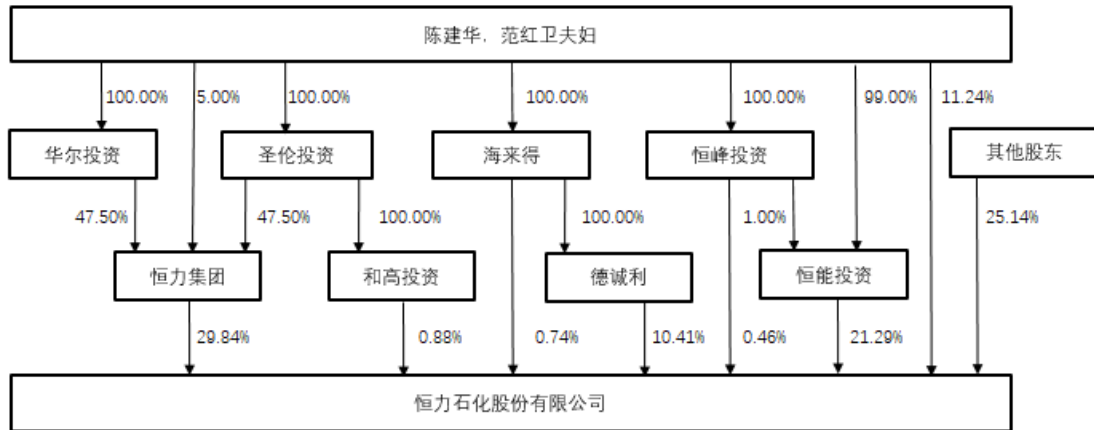 陈建华,范红卫夫妇
100.00%
5.00%
100.00%
100.00%
100.00%
99.00%
11.24%
华尔投资
圣伦投资
海来得
恒峰投资
其他股东
47.50%
47.50%
100.00%
100.00%
1.00%
25.14%
恒力集团
和高投资
德诚利
恒能投资
29.84%
0.88%
0.74%
10.41%
0.46%
21.29%
恒力石化股份有限公司